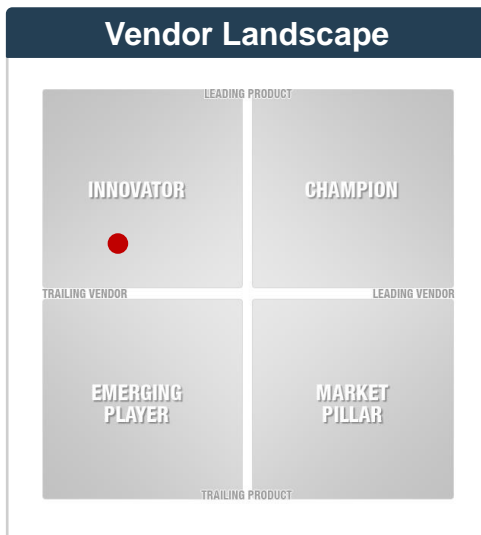 Vendor Landscape
LEADING PRODUCT
INNOVATOR
CHAMPION
TRAILING VENDOR
LEADING VENDOR
EMERGING
PLAYER
MARKET
PILLAR
TRAILING PRODUCT